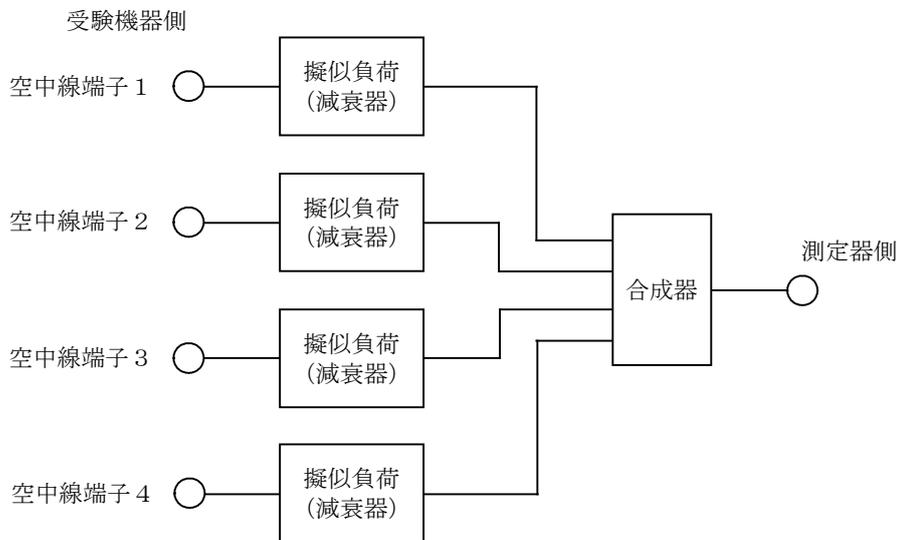 受験機器側
空中線端子１
擬似負荷
（減衰器）
空中線端子２
擬似負荷
（減衰器）
測定器側
合成器
空中線端子３
擬似負荷
（減衰器）
空中線端子４
擬似負荷
（減衰器）